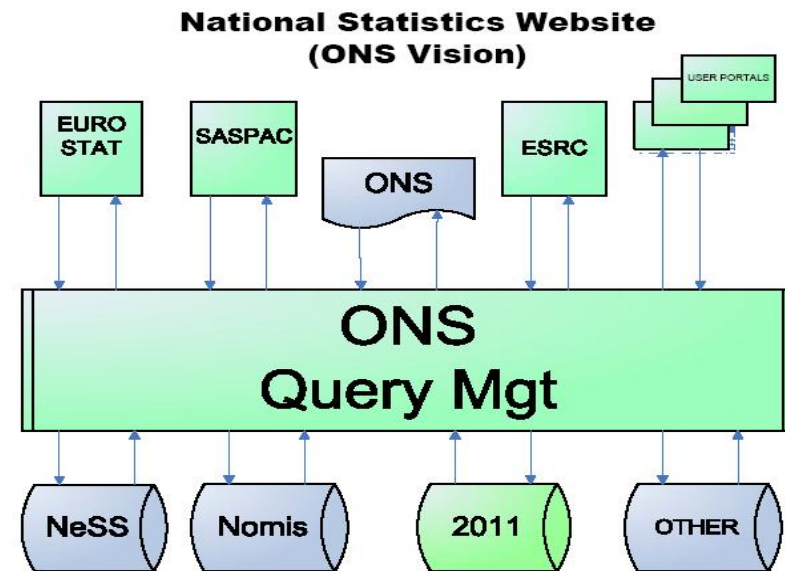 National Statistics Website
(ONS Vision)
USER PORTALS
EURO
STAT
SASPAC
ONS
ESRC
ONS
Query Mgt
NeSS
Nomis
2011
OTHER